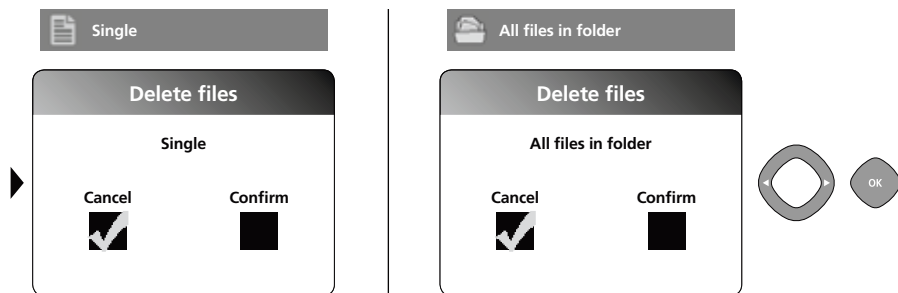 Single
Delete files
Single
Cancel Confirm
All files in folder
Delete files
All files in folder
Cancel Confirm
OK